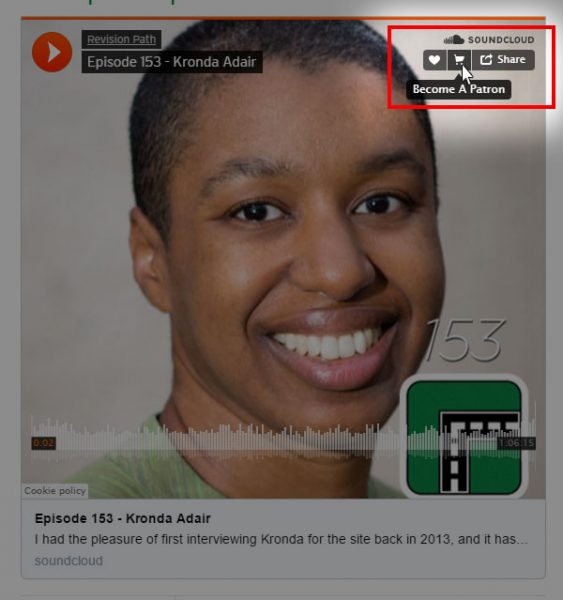 Revision Path
Episode 153 - Kronda Adair
SOUNDCLOUD
Share
Become A Patron
153
0:02
1:06:15
Cookie policy
Episode 153 - Kronda Adair
I had the pleasure of first interviewing Kronda for the site back in 2013, and it has...
soundcloud